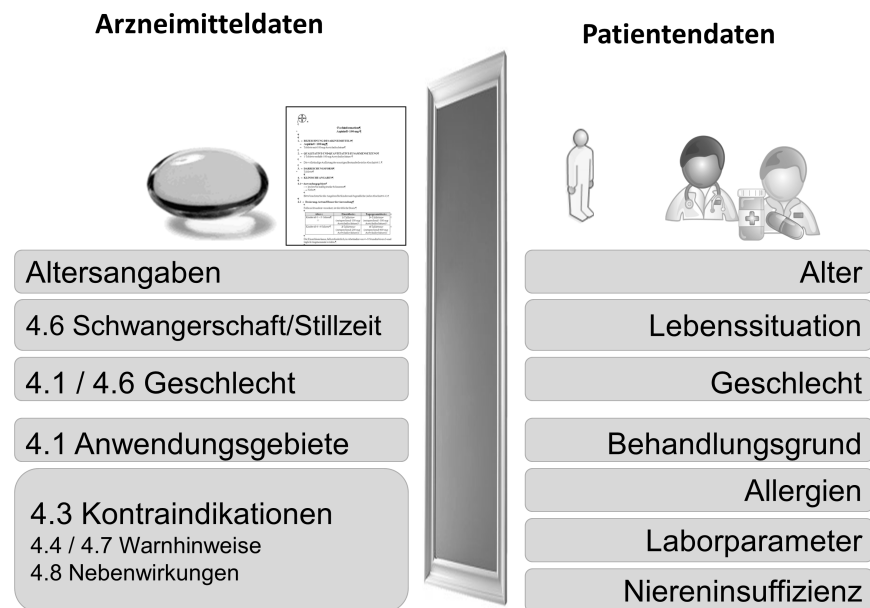 Arzneimitteldaten
Patientendaten
Altersangaben
4.6 Schwangerschaft/Stillzeit
4.1 / 4.6 Geschlecht
4.1 Anwendungsgebiete
4.3 Kontraindikationen
4.4 / 4.7 Warnhinweise
4.8 Nebenwirkungen
Alter
Lebenssituation
Geschlecht
Behandlungsgrund
Allergien
Laborparameter
Niereninsuffizienz